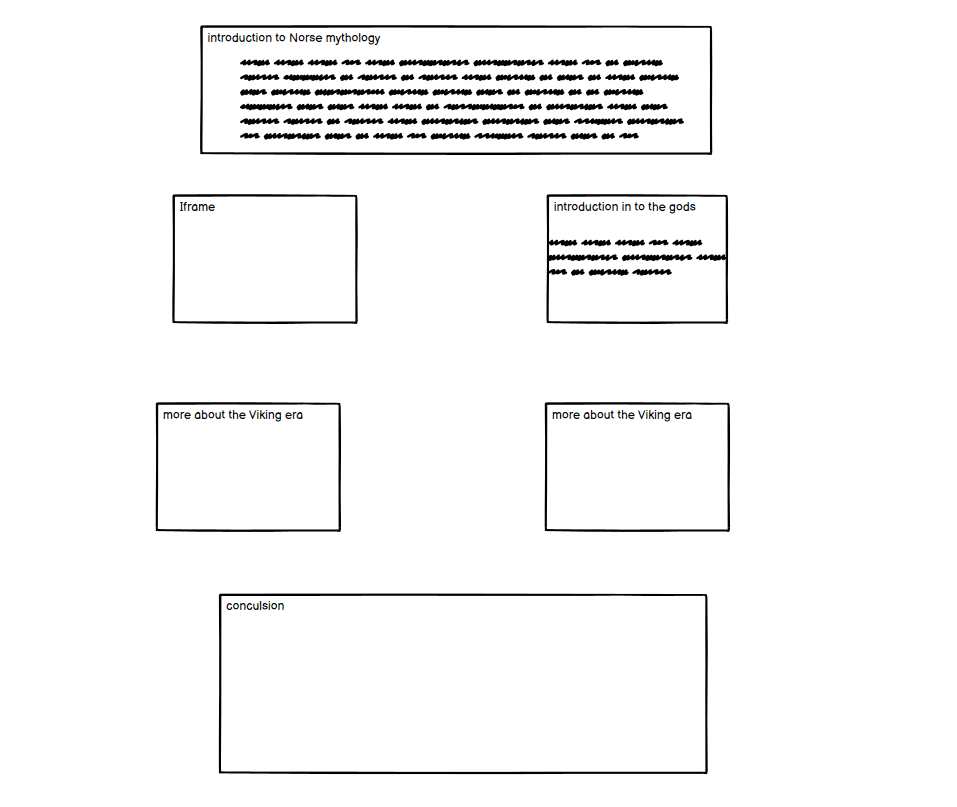 introduction to Norse mythology
Iframe
introduction in to the gods
more about the Viking era
more about the Viking era
conculsion